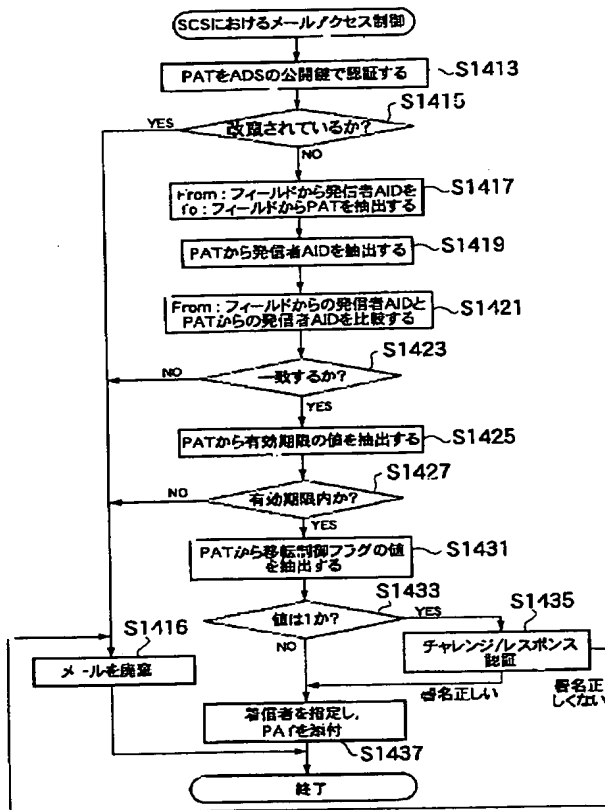 SCSにおけるメールアクセス制御
PATをADSの公開鍵で認証する
S1413
S1415
YES
改竄されているか?
NO
From:フィールドから発信者AIDを
To:フィールドからPATを抽出する
S1417
PATから発信者AIDを抽出する
S1419
From:フィールドからの発信者AIDと
PATからの発信者AIDを比較する
S1421
S1423
NO
一致するか?
YES
PATから有効期限の値を抽出する
S1425
S1427
NO
有効期限内か?
YES
PATから移転制御フラグの値
を抽出する
S1431
S1433
値は1か?
YES
S1435
NO
チャレンジ/レスポンス
認証
S1416
メールを廃棄
署名正しい
署名正
しくない
着信者を指定し,
PATを添付
S1437
終了